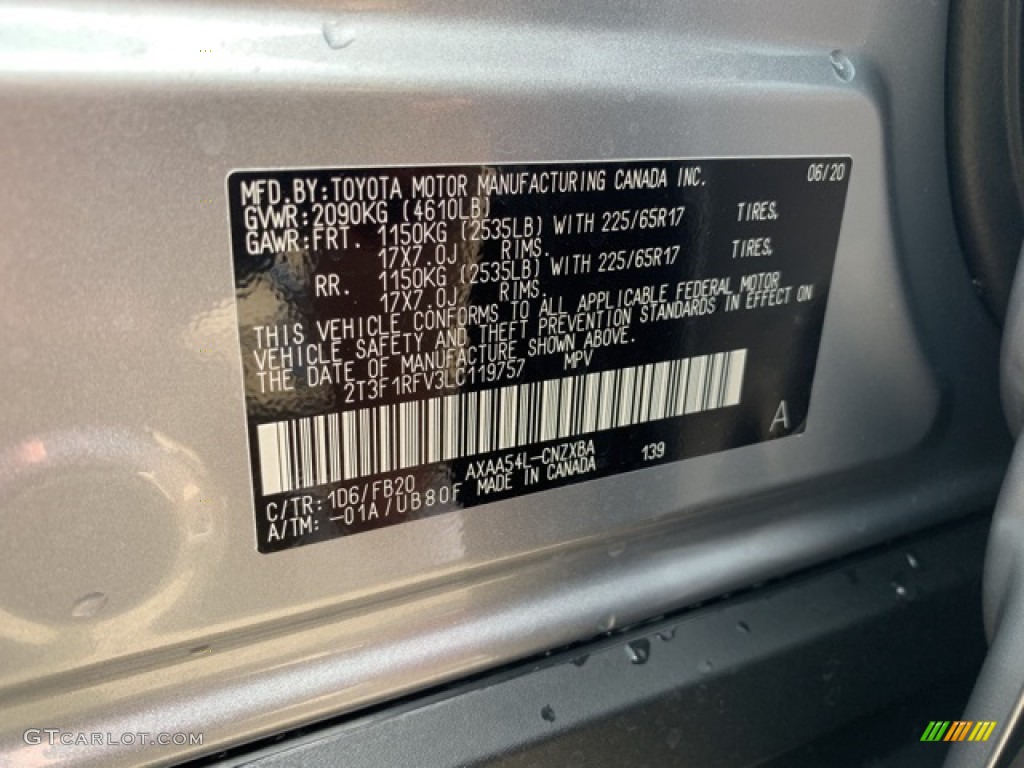 MFD.BY:TOYOTA MOTOR MANUFACTURING CANADA INC. 06/20
GVWR:2090KG (4610LB)
GAWR:FRT. 1150KG (2535LB) WITH 225/65R17 TIRES,
17X7.0J RIMS.
RR. 1150KG (2535LB) WITH 225/65R17 TIRES,
17X7.0J RIMS.
THIS VEHICLE CONFORMS TO ALL APPLICABLE FEDERAL MOTOR
VEHICLE SAFETY AND THEFT PREVENTION STANDARDS IN EFFECT ON
THE DATE OF MANUFACTURE SHOWN ABOVE.
2T3F1RFV3LC119757 MPV
A
C/TR:1D6/FB20 AXAA54L-CNZXBA 139
A/TM:-01A/UB80F MADE IN CANADA
GTCARLOT.COM